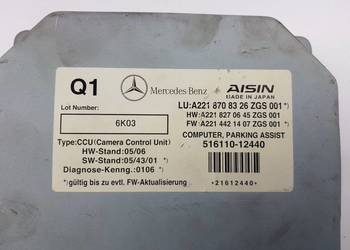 Q1
Mercedes-Benz
AISIN
MADE IN JAPAN
Lot Number:
6K03
LU:A221 870 83 26 ZGS 001*)
HW:A221 827 06 45 ZGS 001*)
FW:A221 442 14 07 ZGS 001*)
COMPUTER, PARKING ASSIST
516110-12440
Type:CCU(Camera Control Unit)
HW-Stand:05/06
SW-Stand:05/43/01 *)
Diagnose-Kenng.:0106 *)
*) gültig bis zu evtl. FW-Aktualisierung
*21612440*